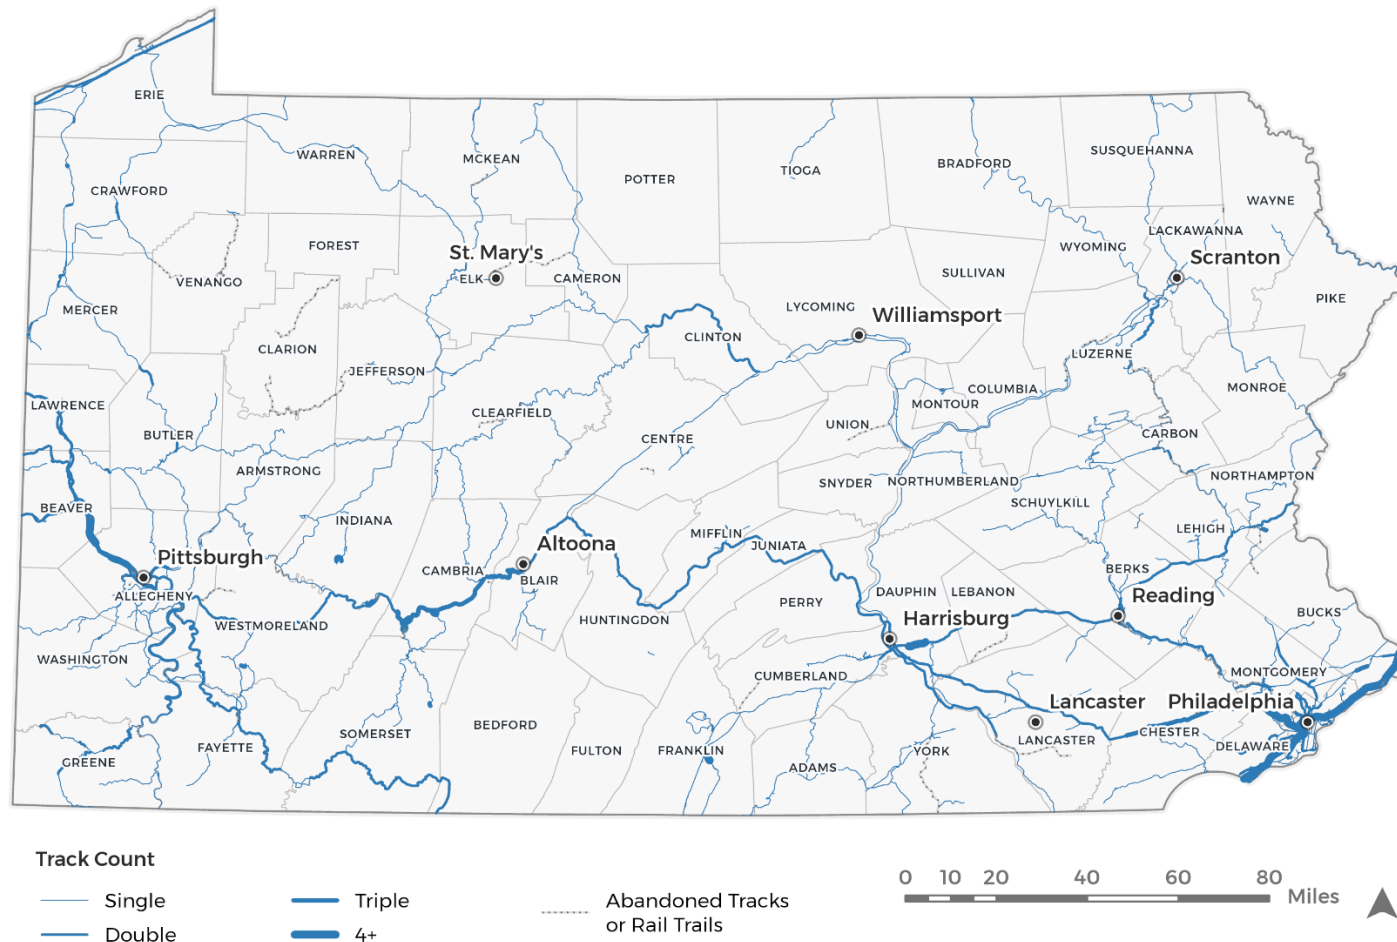 ERIE
WARREN
MCKEAN
POTTER
TIOGA
BRADFORD
SUSQUEHANNA
WAYNE
CRAWFORD
FOREST
St. Mary's
ELK
CAMERON
VENANGO
WYOMING
LACKAWANNA
Scranton
SULLIVAN
PIKE
MERCER
LYCOMING
Williamsport
CLINTON
CLARION
JEFFERSON
LUZERNE
MONROE
COLUMBIA
MONTOUR
LAWRENCE
CLEARFIELD
UNION
BUTLER
CENTRE
CARBON
ARMSTRONG
SNYDER
NORTHUMBERLAND
NORTHAMPTON
SCHUYLKILL
BEAVER
INDIANA
MIFFLIN
JUNIATA
LEHIGH
Pittsburgh
Altoona
CAMBRIA
BLAIR
BERKS
ALLEGHENY
PERRY
DAUPHIN
LEBANON
Reading
BUCKS
WESTMORELAND
HUNTINGDON
Harrisburg
WASHINGTON
CUMBERLAND
MONTGOMERY
Lancaster
Philadelphia
BEDFORD
SOMERSET
FAYETTE
FULTON
FRANKLIN
YORK
LANCASTER
CHESTER
DELAWARE
GREENE
ADAMS
Track Count
Single
Double
Triple
4+
Abandoned Tracks
or Rail Trails
0 10 20 40 60 80
Miles